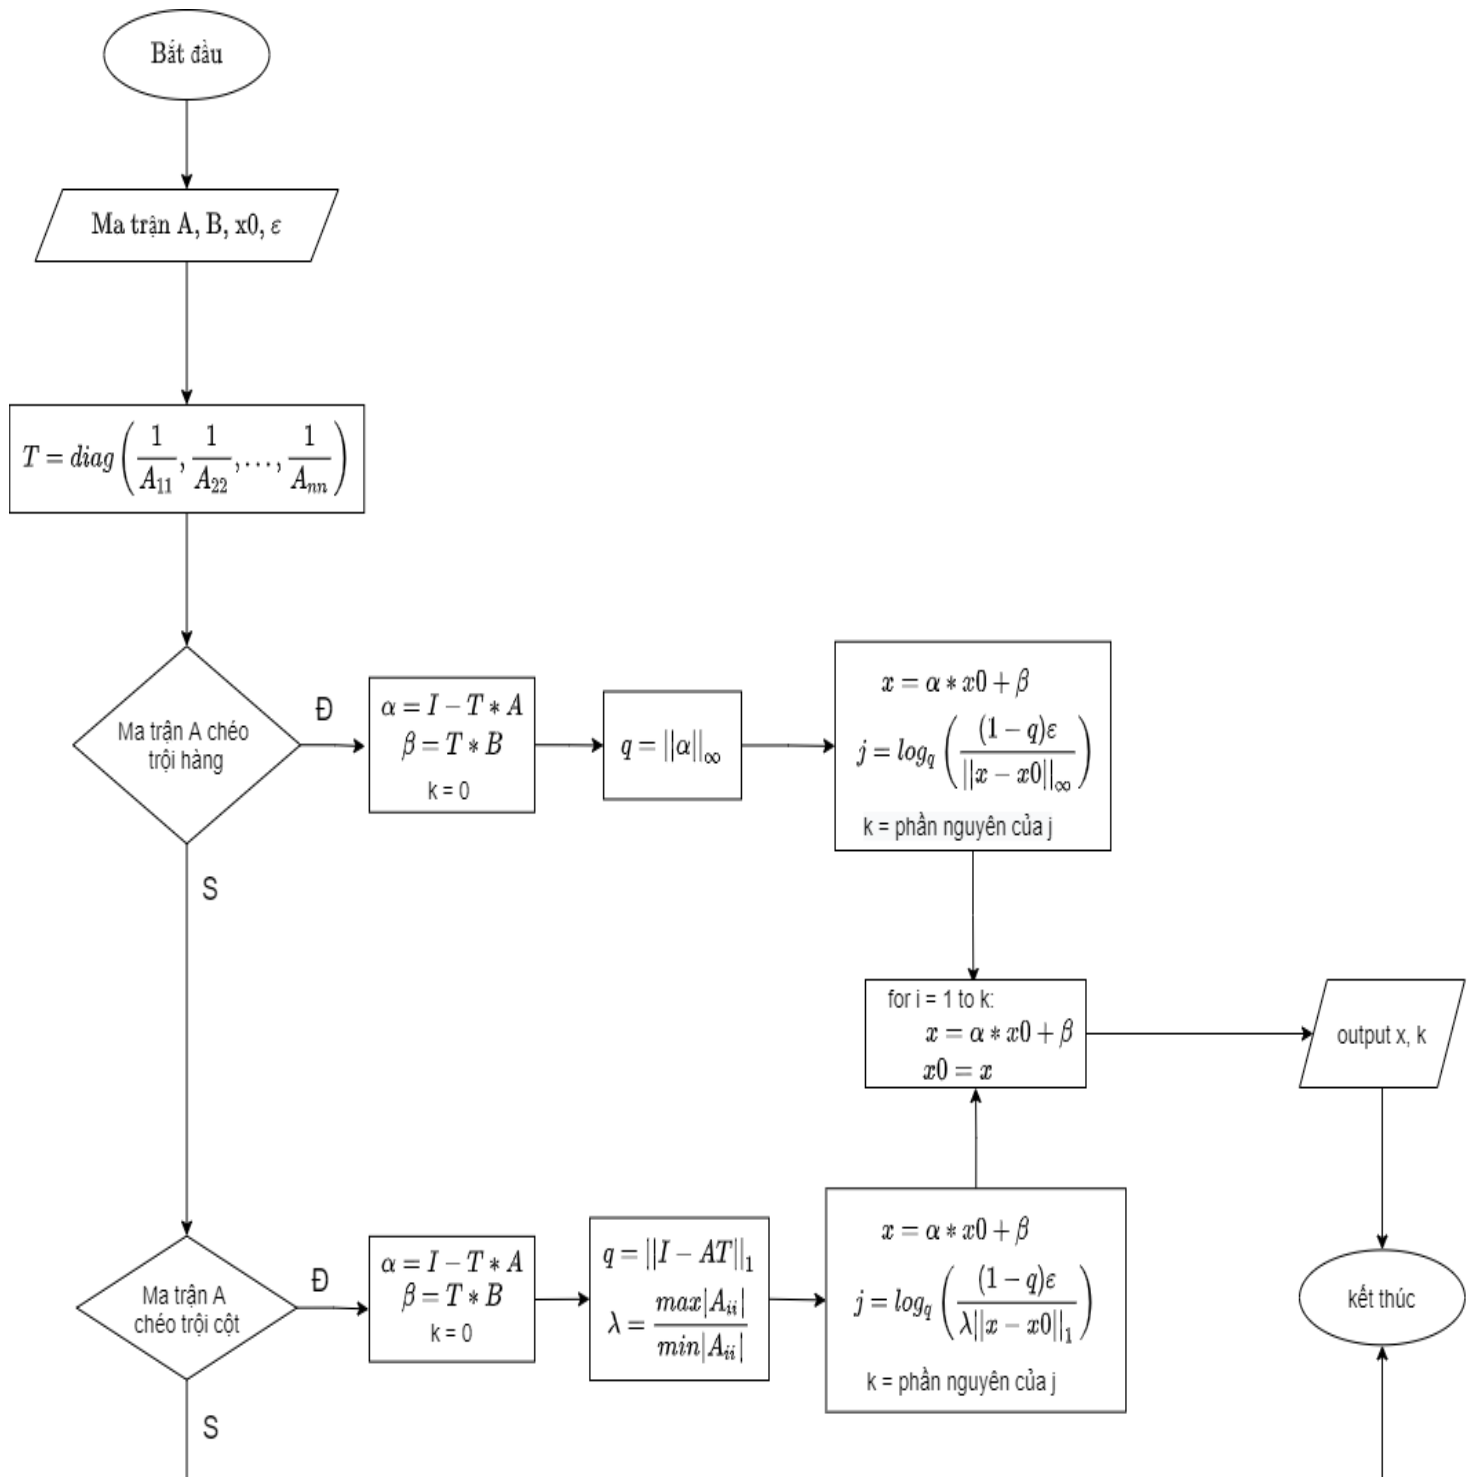 Bắt đầu
Ma trận A, B, x0, ε
T = diag(1/A₁₁, 1/A₂₂, …, 1/Aₙₙ)
Ma trận A chéo
trội hàng
Đ
α = I − T * A
β = T * B
k = 0
q = ||α||∞
x = α * x0 + β
j = log_q((1 − q)ε / ||x − x0||∞)
k = phần nguyên của j
S
for i = 1 to k:
x = α * x0 + β
x0 = x
output x, k
Ma trận A
chéo trội cột
Đ
α = I − T * A
β = T * B
k = 0
q = ||I − AT||₁
λ = max|Aᵢᵢ| / min|Aᵢᵢ|
x = α * x0 + β
j = log_q((1 − q)ε / λ||x − x0||₁)
k = phần nguyên của j
kết thúc
S